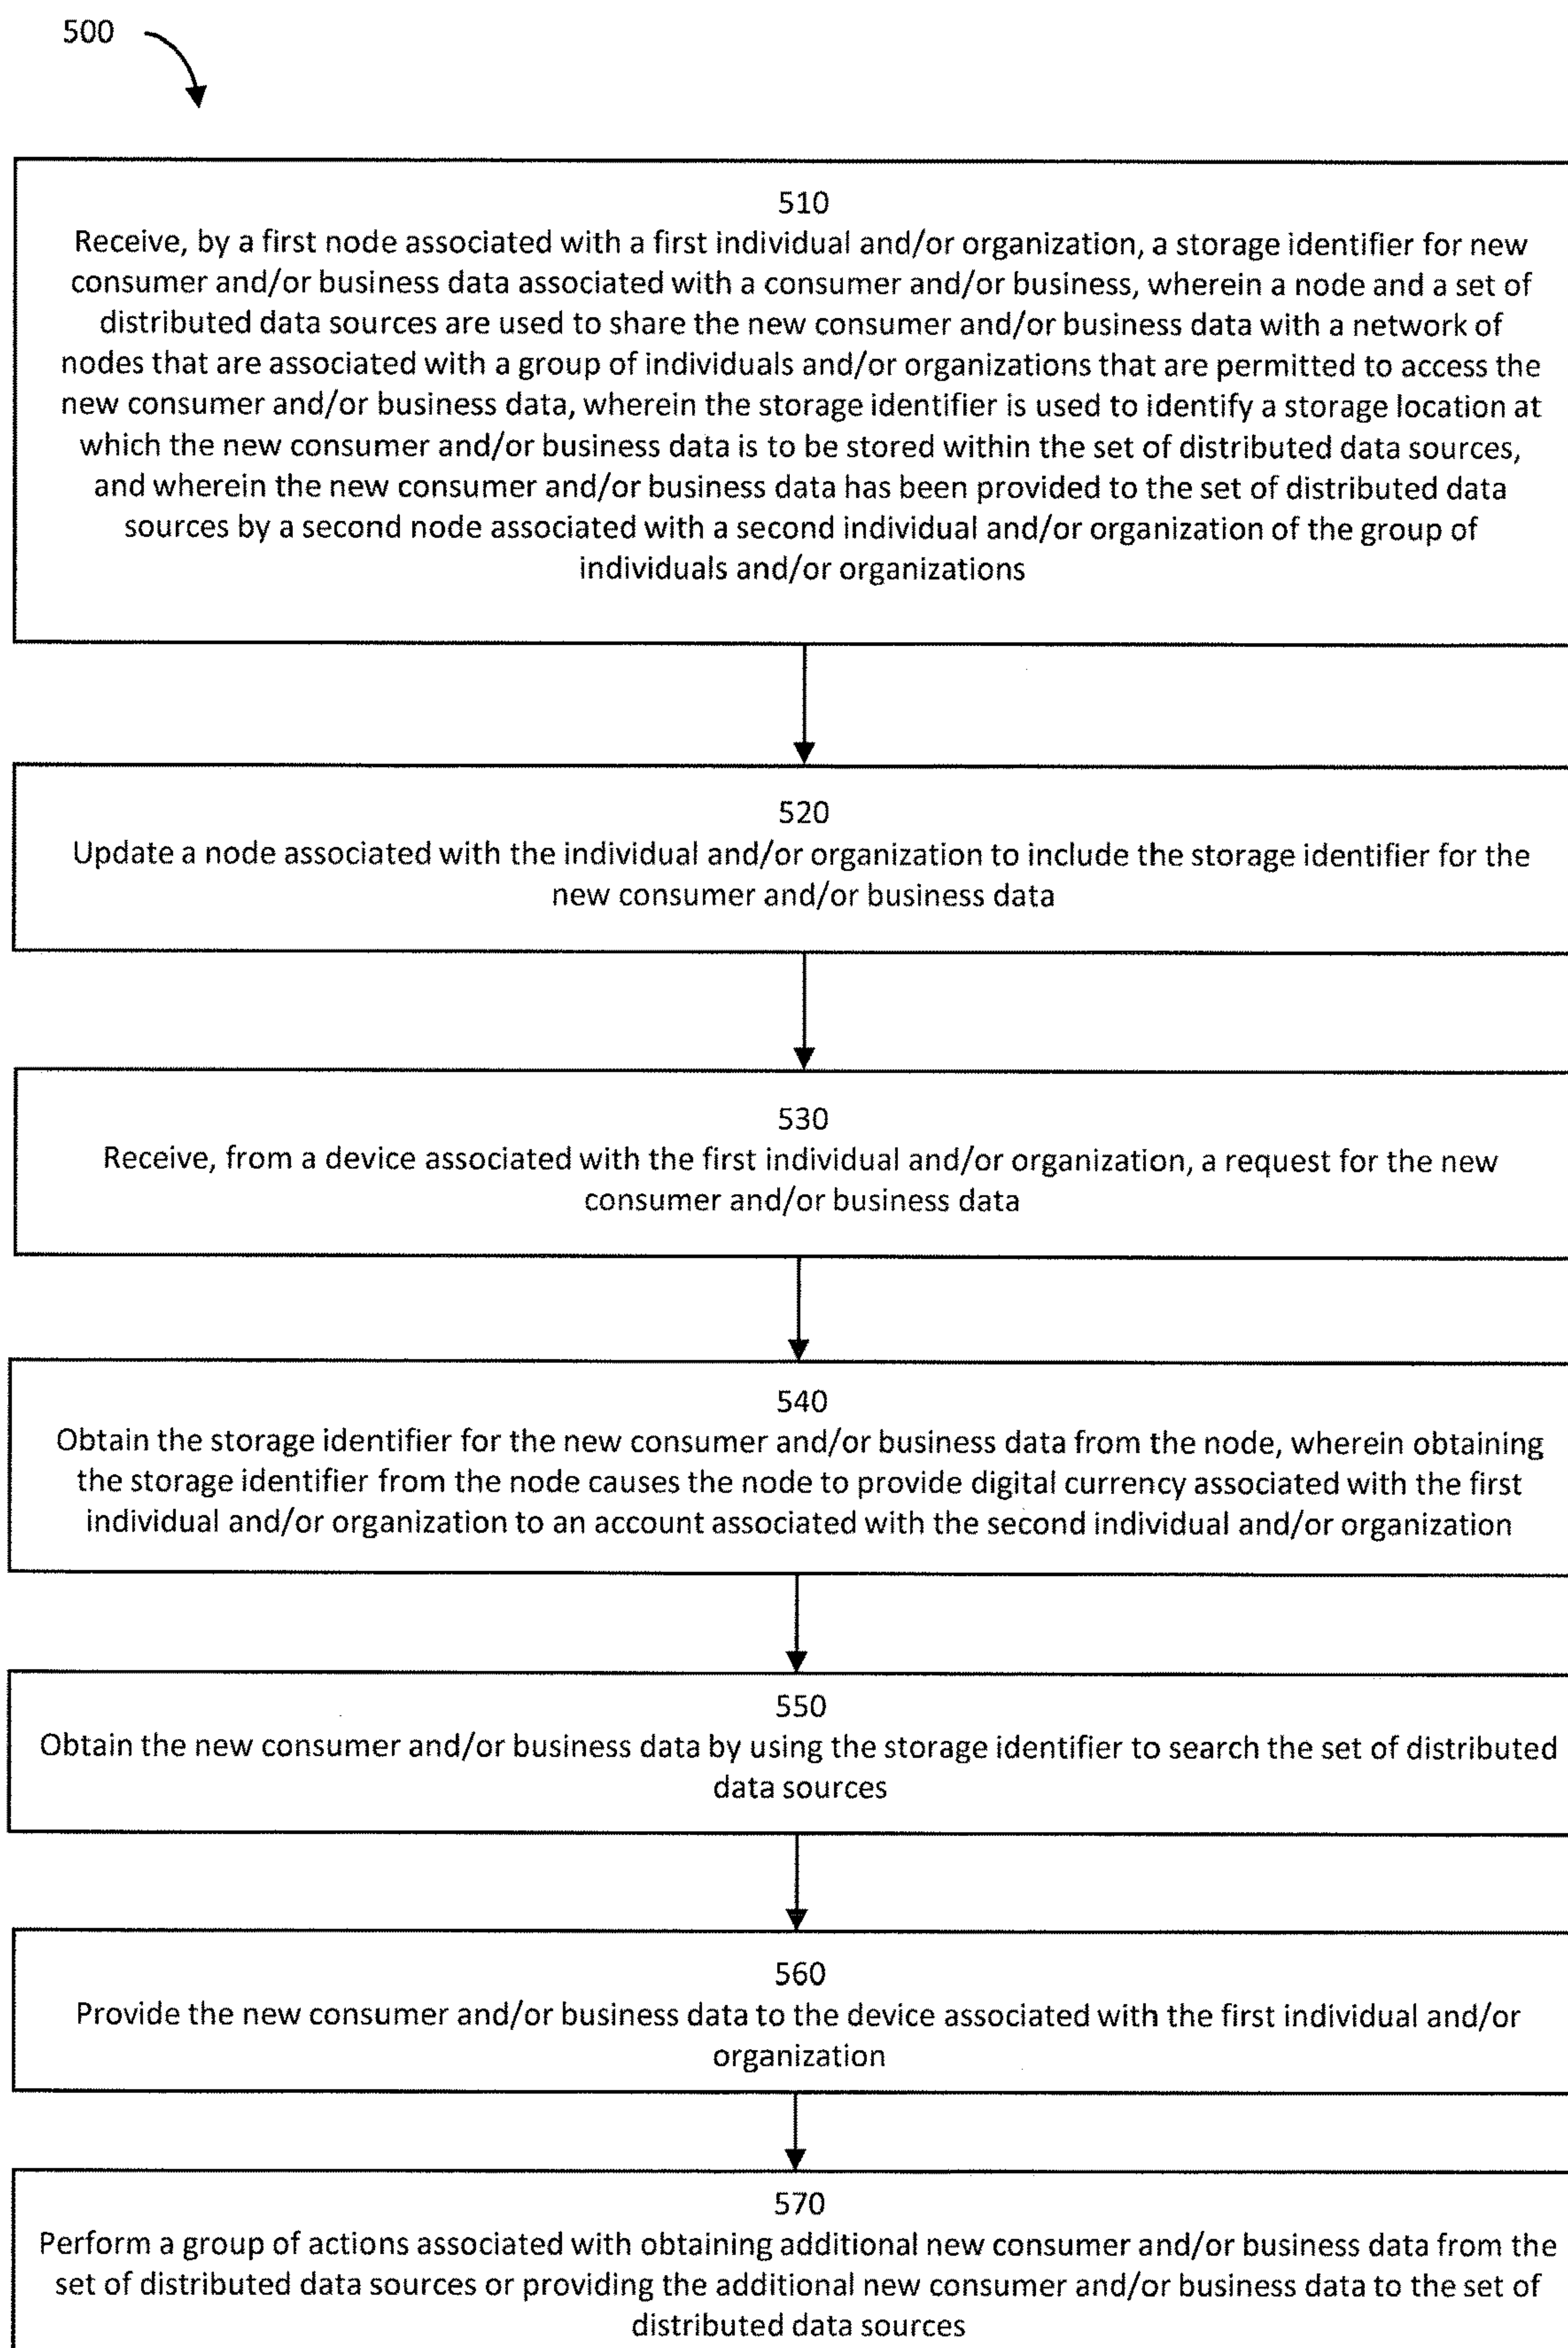 500
510
Receive, by a first node associated with a first individual and/or organization, a storage identifier for new
consumer and/or business data associated with a consumer and/or business, wherein a node and a set of
distributed data sources are used to share the new consumer and/or business data with a network of
nodes that are associated with a group of individuals and/or organizations that are permitted to access the
new consumer and/or business data, wherein the storage identifier is used to identify a storage location at
which the new consumer and/or business data is to be stored within the set of distributed data sources,
and wherein the new consumer and/or business data has been provided to the set of distributed data
sources by a second node associated with a second individual and/or organization of the group of
individuals and/or organizations
520
Update a node associated with the individual and/or organization to include the storage identifier for the
new consumer and/or business data
530
Receive, from a device associated with the first individual and/or organization, a request for the new
consumer and/or business data
540
Obtain the storage identifier for the new consumer and/or business data from the node, wherein obtaining
the storage identifier from the node causes the node to provide digital currency associated with the first
individual and/or organization to an account associated with the second individual and/or organization
550
Obtain the new consumer and/or business data by using the storage identifier to search the set of distributed
data sources
560
Provide the new consumer and/or business data to the device associated with the first individual and/or
organization
570
Perform a group of actions associated with obtaining additional new consumer and/or business data from the
set of distributed data sources or providing the additional new consumer and/or business data to the set of
distributed data sources